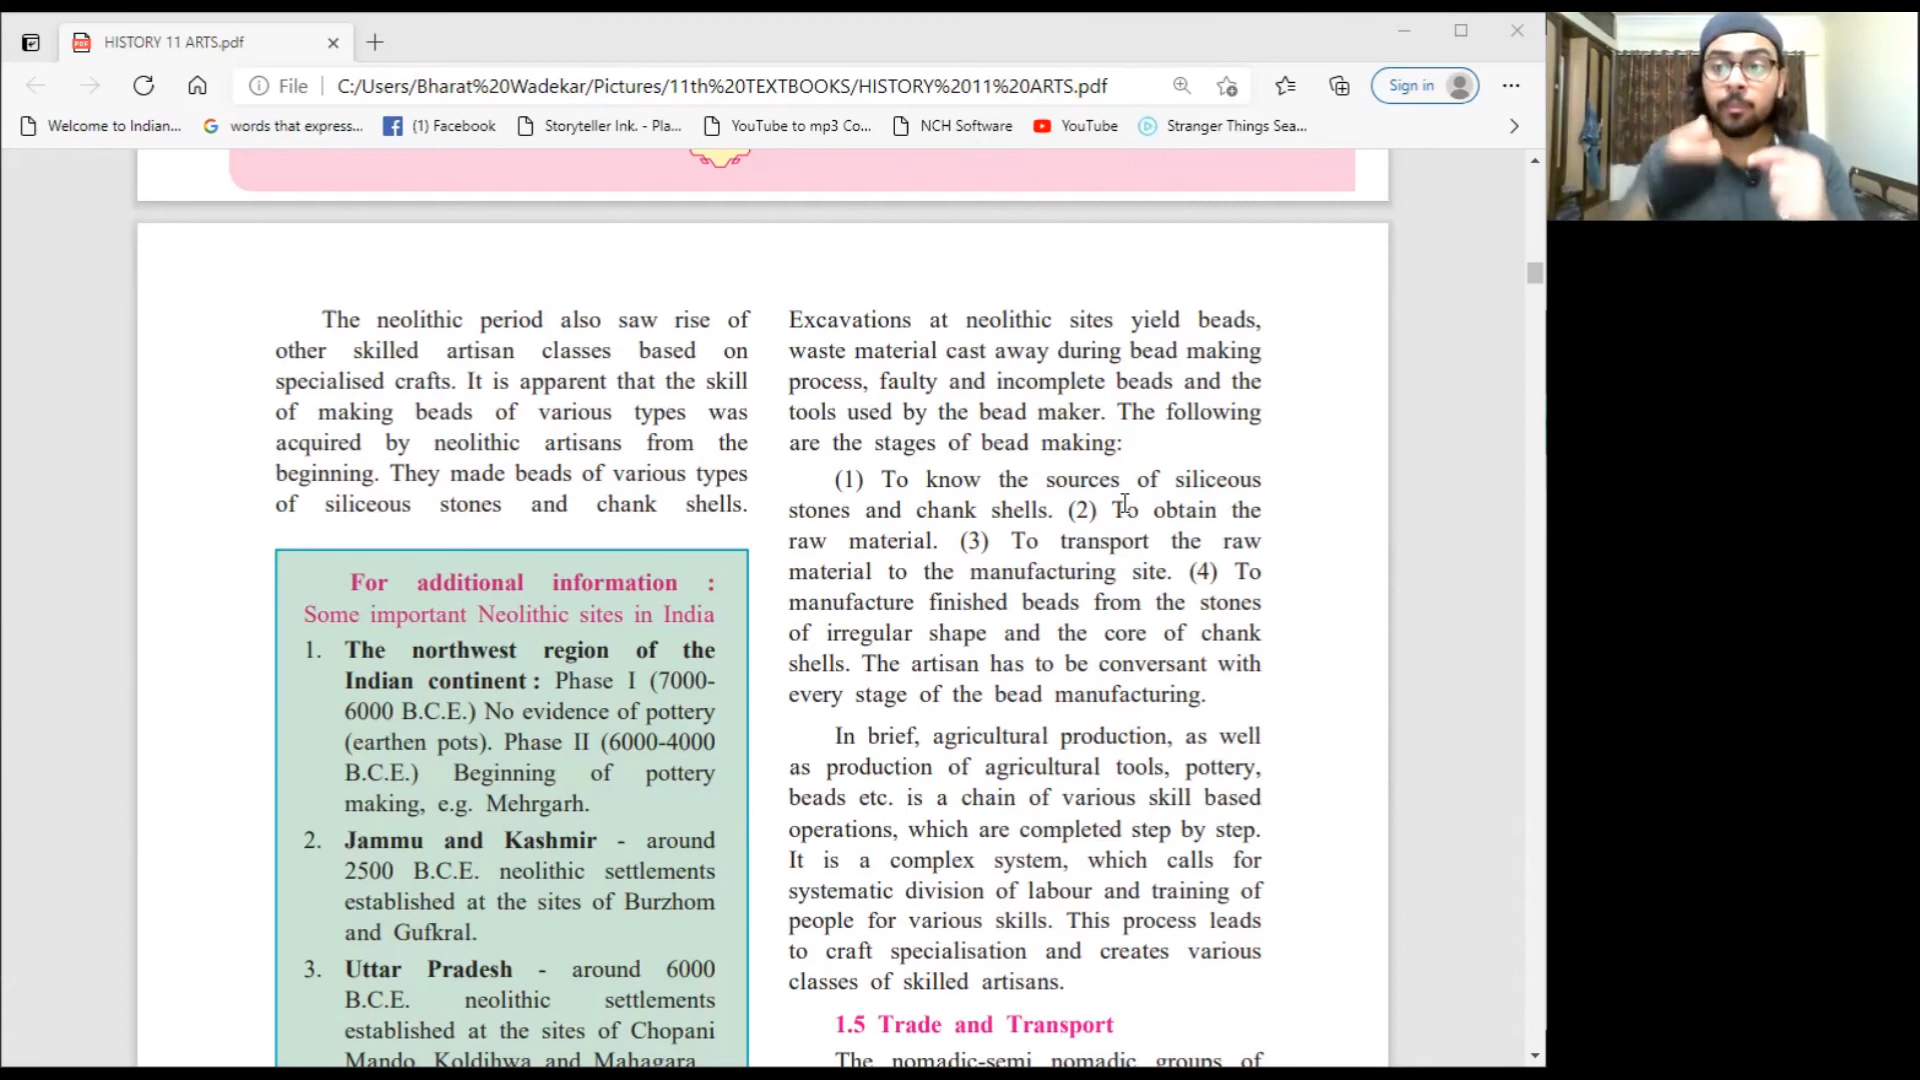 HISTORY 11 ARTS.pdf
File
C:/Users/Bharat%20Wadekar/Pictures/11th%20TEXTBOOKS/HISTORY%2011%20ARTS.pdf
Sign in
Welcome to Indian...
words that express...
(1) Facebook
Storyteller Ink. - Pla...
YouTube to mp3 Co...
NCH Software
YouTube
Stranger Things Sea...
The neolithic period also saw rise of
other skilled artisan classes based on
specialised crafts. It is apparent that the skill
of making beads of various types was
acquired by neolithic artisans from the
beginning. They made beads of various types
of siliceous stones and chank shells.
For additional information :
Some important Neolithic sites in India
1. The northwest region of the
Indian continent : Phase I (7000-
6000 B.C.E.) No evidence of pottery
(earthen pots). Phase II (6000-4000
B.C.E.) Beginning of pottery
making, e.g. Mehrgarh.
2. Jammu and Kashmir - around
2500 B.C.E. neolithic settlements
established at the sites of Burzhom
and Gufkral.
3. Uttar Pradesh - around 6000
B.C.E. neolithic settlements
established at the sites of Chopani
Mando, Koldihwa and Mahagara.
Excavations at neolithic sites yield beads,
waste material cast away during bead making
process, faulty and incomplete beads and the
tools used by the bead maker. The following
are the stages of bead making:
(1) To know the sources of siliceous
stones and chank shells. (2) To obtain the
raw material. (3) To transport the raw
material to the manufacturing site. (4) To
manufacture finished beads from the stones
of irregular shape and the core of chank
shells. The artisan has to be conversant with
every stage of the bead manufacturing.
In brief, agricultural production, as well
as production of agricultural tools, pottery,
beads etc. is a chain of various skill based
operations, which are completed step by step.
It is a complex system, which calls for
systematic division of labour and training of
people for various skills. This process leads
to craft specialisation and creates various
classes of skilled artisans.
1.5 Trade and Transport
The nomadic-semi nomadic groups of